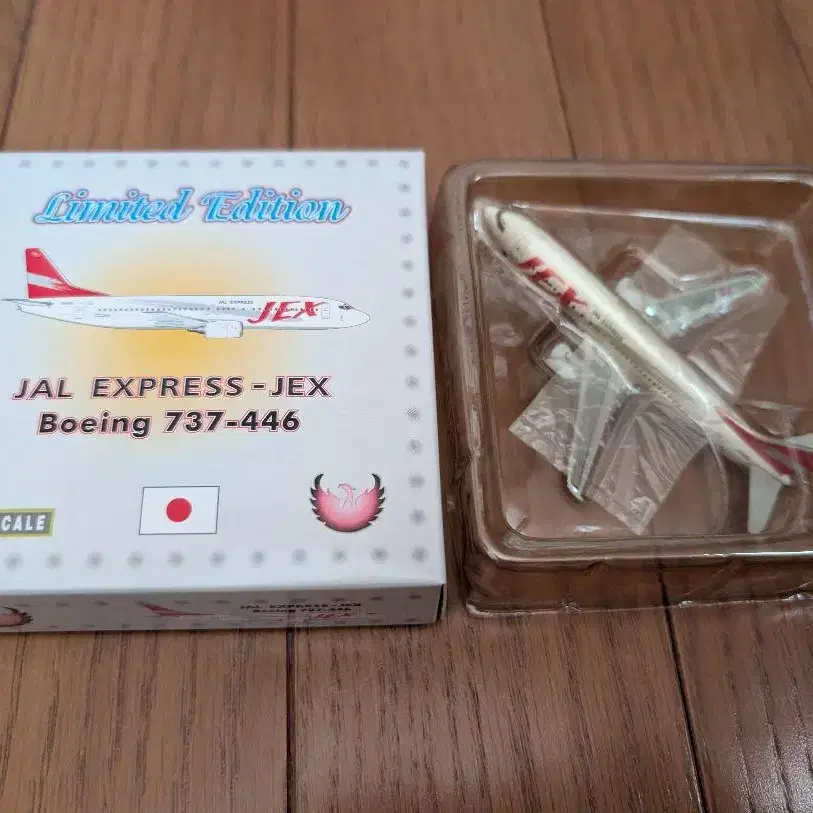 Limited Edition
JAL EXPRESS
JEX
JAL EXPRESS-JEX
Boeing 737-446
CALE
JAL EXPRESS-JEX
Boeing 737-446
JEX
JEX